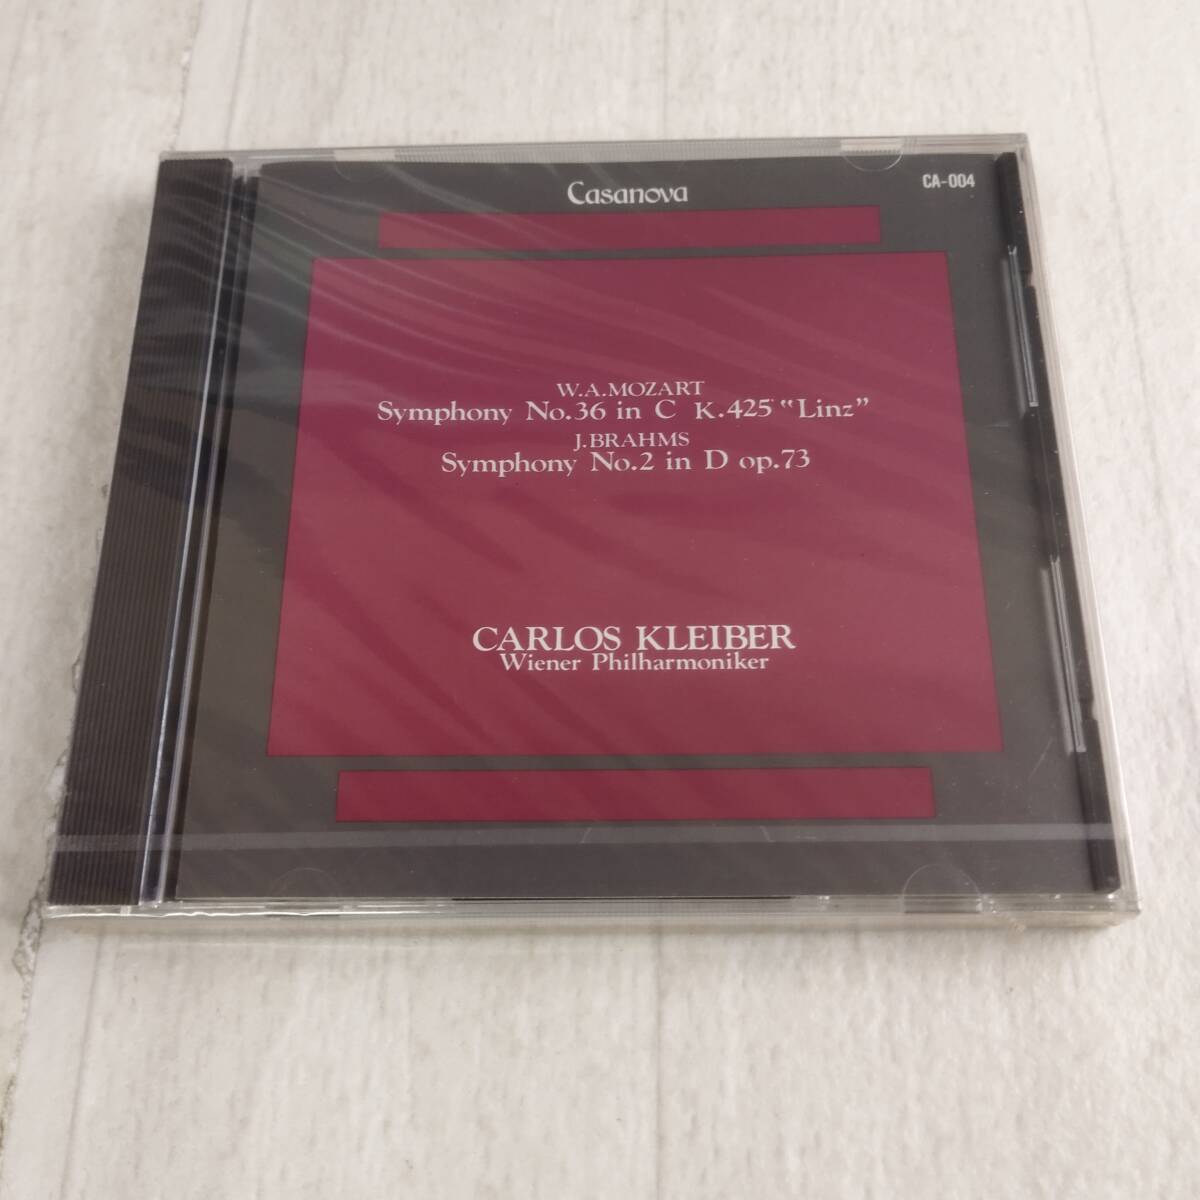 Casanova
CA-004
W.A.MOZART
Symphony No.36 in C K.425 “Linz”
J.BRAHMS
Symphony No.2 in D op.73
CARLOS KLEIBER
Wiener Philharmoniker